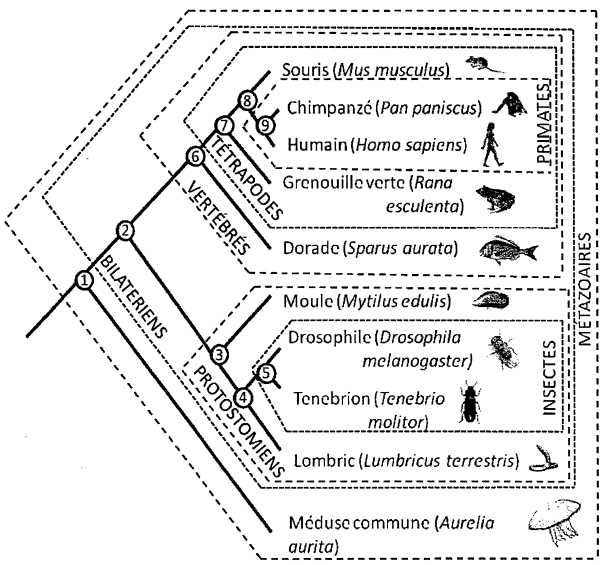 Souris (Mus musculus)
8
Chimpanzé (Pan paniscus)
PRIMATES
7
9
Humain (Homo sapiens)
TÉTRAPODES
6
Grenouille verte (Rana
esculenta)
VERTÉBRÉS
2
Dorade (Sparus aurata)
BILATERIENS
METAZOAIRES
1
Moule (Mytilus edulis)
Drosophile (Drosophila
melanogaster)
3
5
INSECTES
PROTOSTOMIENS
4
Tenebrion (Tenebrio
molitor)
Lombric (Lumbricus terrestris)
Méduse commune (Aurelia
aurita)